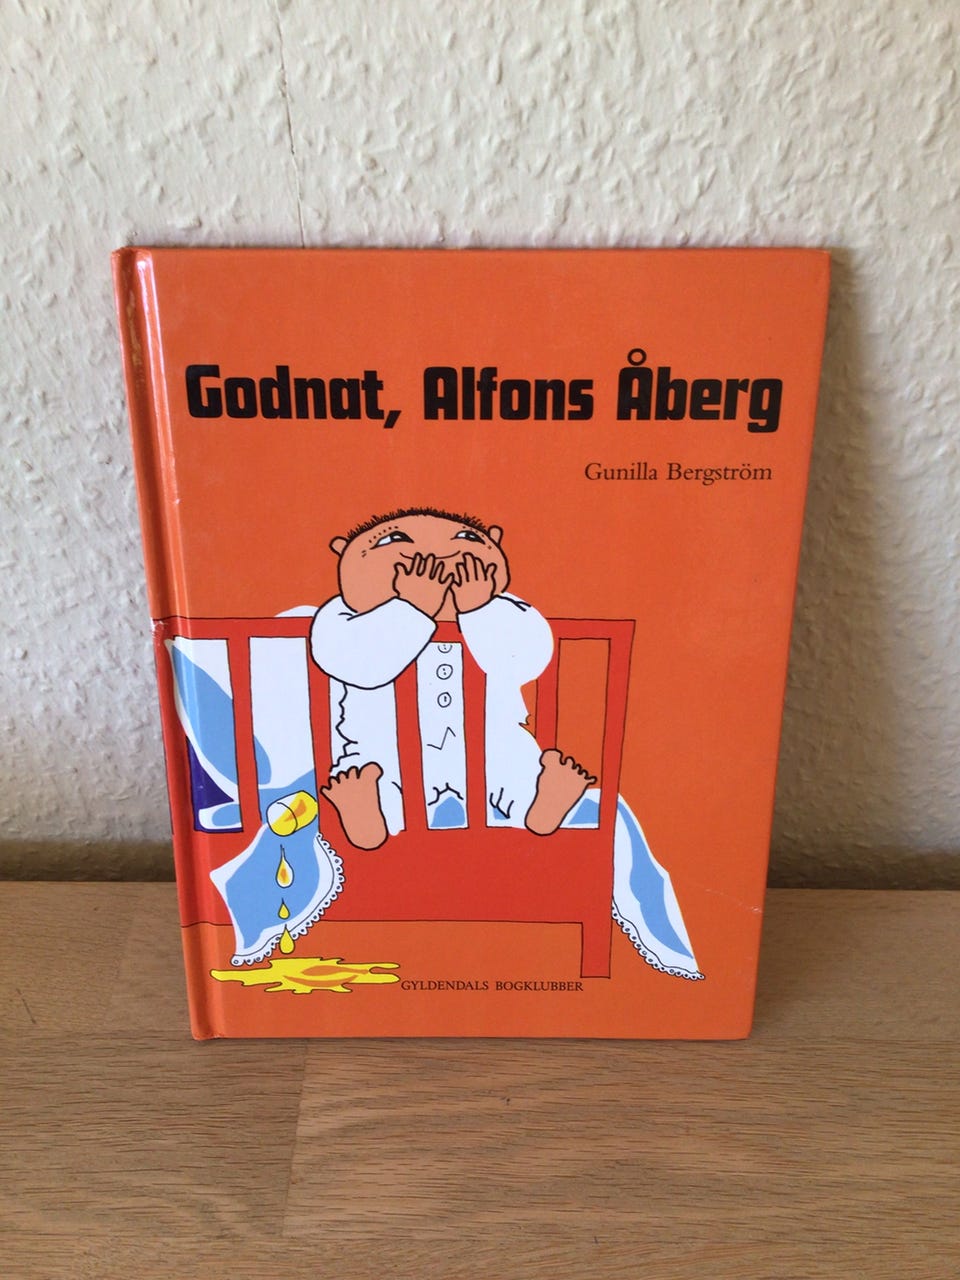 Godnat, Alfons Åberg
Gunilla Bergström
GYLDENDALS BOGKLUBBER